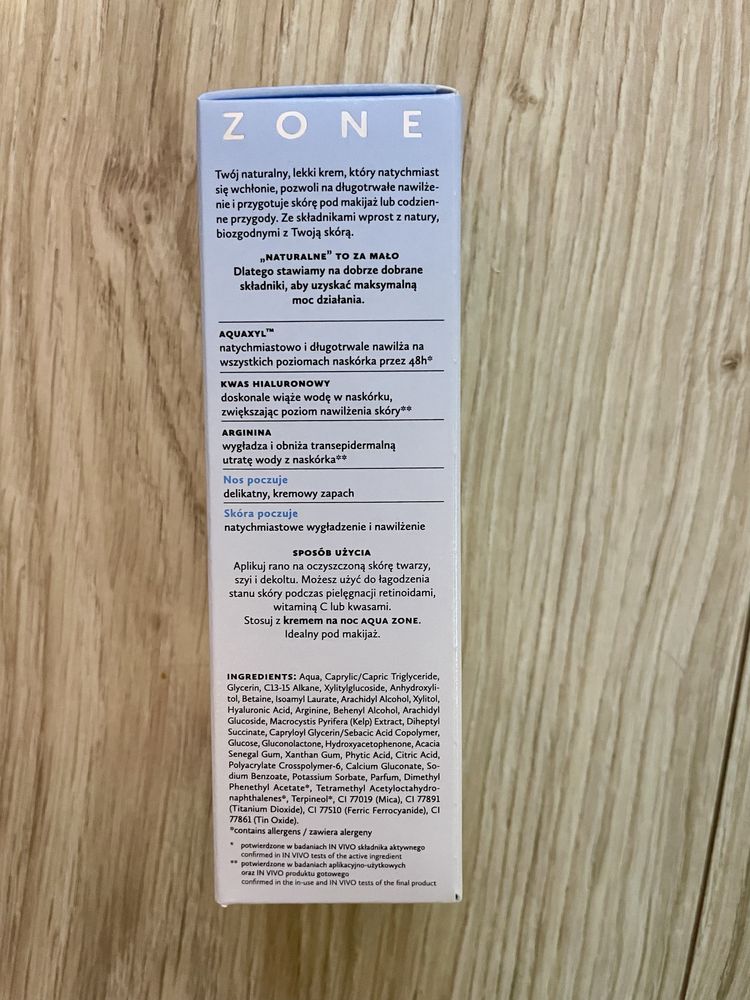 ZONE
Twój naturalny, lekki krem, który natychmiast
się wchłonie, pozwoli na długotrwałe nawilże-
nie i przygotuje skórę pod makijaż lub codzien-
ne przygody. Ze składnikami wprost z natury,
biozgodnymi z Twoją skórą.
„NATURALNE” TO ZA MAŁO
Dlatego stawiamy na dobrze dobrane
składniki, aby uzyskać maksymalną
moc działania.
AQUAXYL™
natychmiastowo i długotrwale nawilża na
wszystkich poziomach naskórka przez 48h*
KWAS HIALURONOWY
doskonale wiąże wodę w naskórku,
zwiększając poziom nawilżenia skóry**
ARGININA
wygładza i obniża transepidermalną
utratę wody z naskórka**
Nos poczuje
delikatny, kremowy zapach
Skóra poczuje
natychmiastowe wygładzenie i nawilżenie
SPOSÓB UŻYCIA
Aplikuj rano na oczyszczoną skórę twarzy,
szyi i dekoltu. Możesz użyć do łagodzenia
stanu skóry podczas pielęgnacji retinoidami,
witaminą C lub kwasami.
Stosuj z kremem na noc AQUA ZONE.
Idealny pod makijaż.
INGREDIENTS: Aqua, Caprylic/Capric Triglyceride,
Glycerin, C13-15 Alkane, Xylitylglucoside, Anhydroxyli-
tol, Betaine, Isoamyl Laurate, Arachidyl Alcohol, Xylitol,
Hyaluronic Acid, Arginine, Behenyl Alcohol, Arachidyl
Glucoside, Macrocystis Pyrifera (Kelp) Extract, Diheptyl
Succinate, Capryloyl Glycerin/Sebacic Acid Copolymer,
Glucose, Gluconolactone, Hydroxyacetophenone, Acacia
Senegal Gum, Xanthan Gum, Phytic Acid, Citric Acid,
Polyacrylate Crosspolymer-6, Calcium Gluconate, So-
dium Benzoate, Potassium Sorbate, Parfum, Dimethyl
Phenethyl Acetate*, Tetramethyl Acetyloctahydro-
naphthalenes*, Terpineol*, CI 77019 (Mica), CI 77891
(Titanium Dioxide), CI 77510 (Ferric Ferrocyanide), CI
77861 (Tin Oxide).
*contains allergens / zawiera alergeny
* potwierdzone w badaniach IN VIVO składnika aktywnego
confirmed in IN VIVO tests of the active ingredient
** potwierdzone w badaniach aplikacyjno-użytkowych
oraz IN VIVO produktu gotowego
confirmed in the in-use and IN VIVO tests of the final product